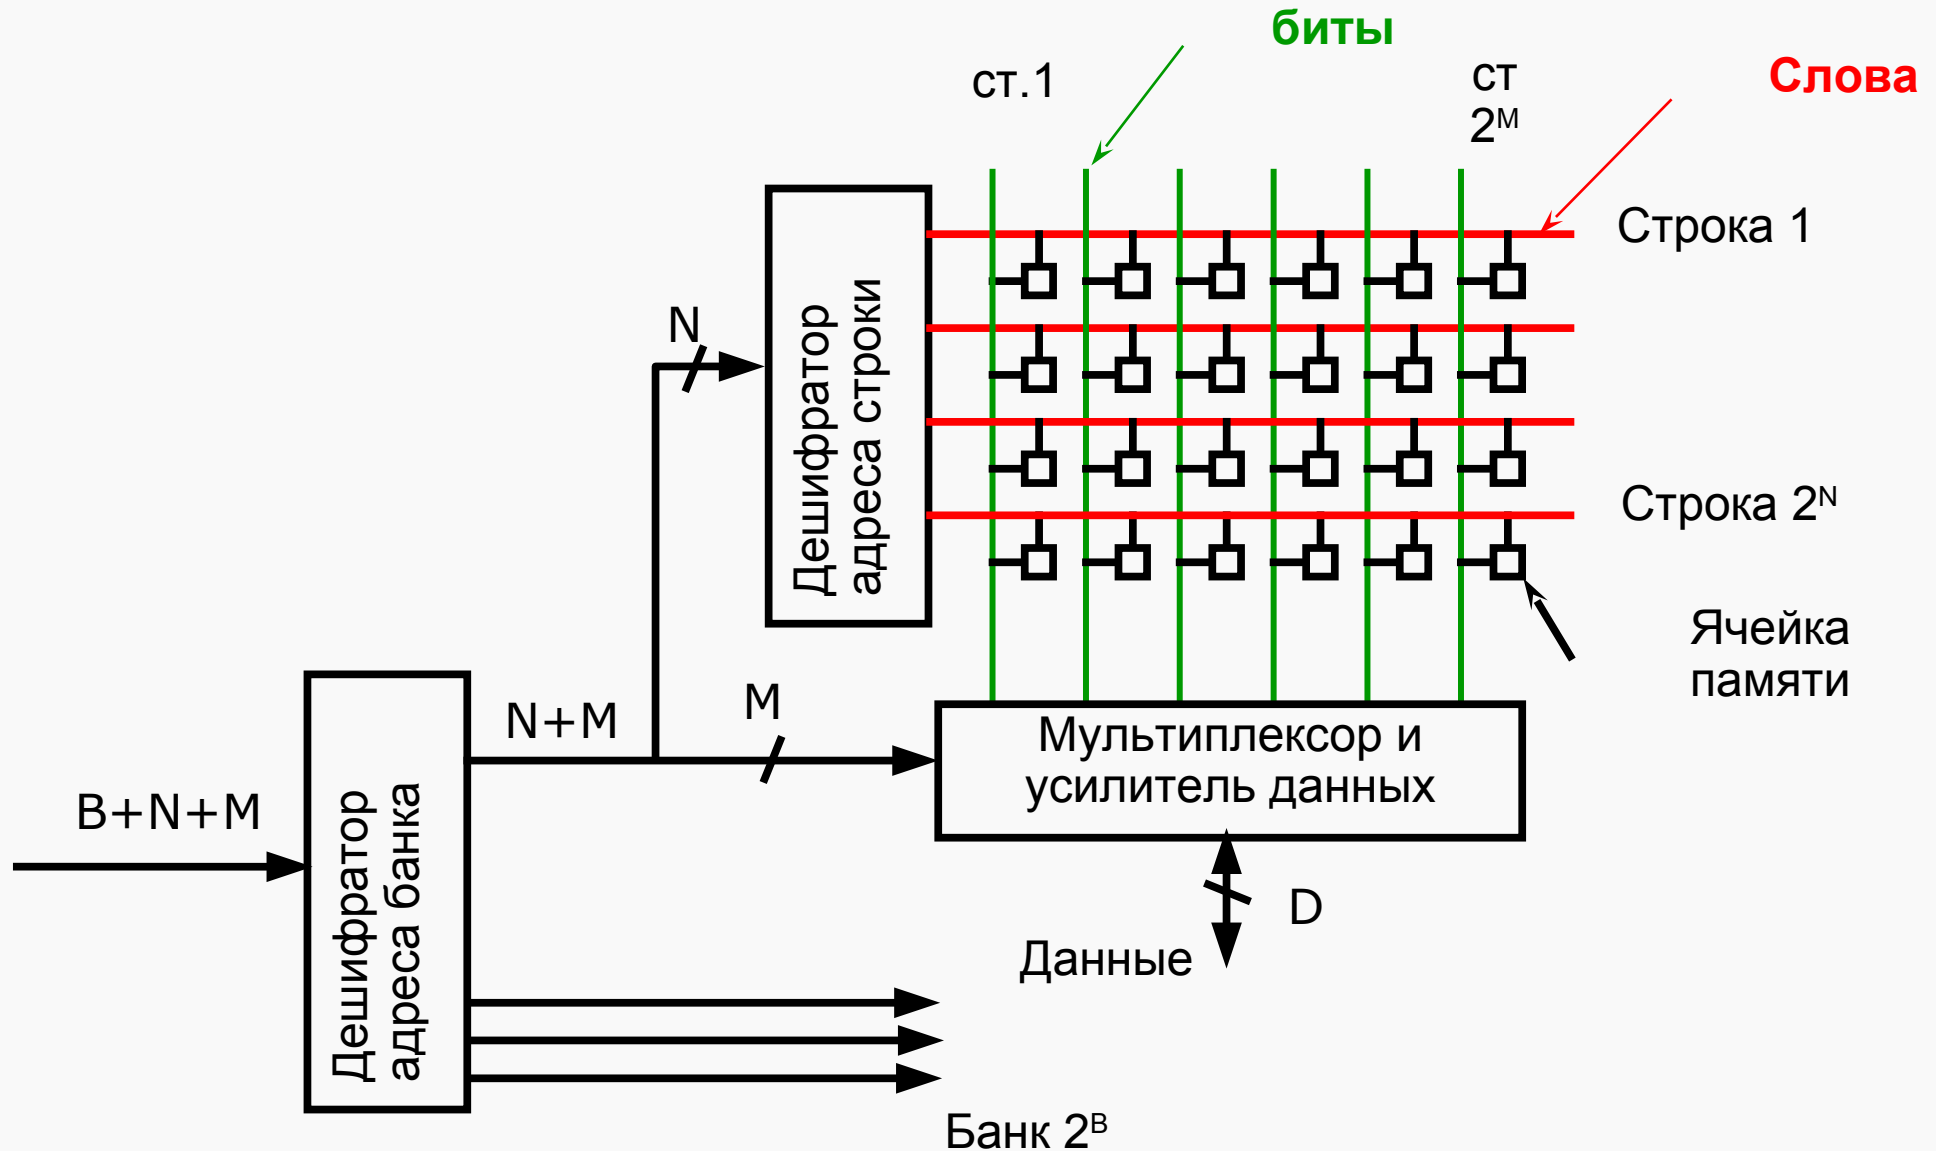 биты
ст.1
ст
2ᴹ
Слова
Строка 1
N
Дешифратор
адреса строки
Строка 2ᴺ
Ячейка
памяти
N+M
M
Мультиплексор и
усилитель данных
B+N+M
Дешифратор
адреса банка
D
Данные
Банк 2ᴮ